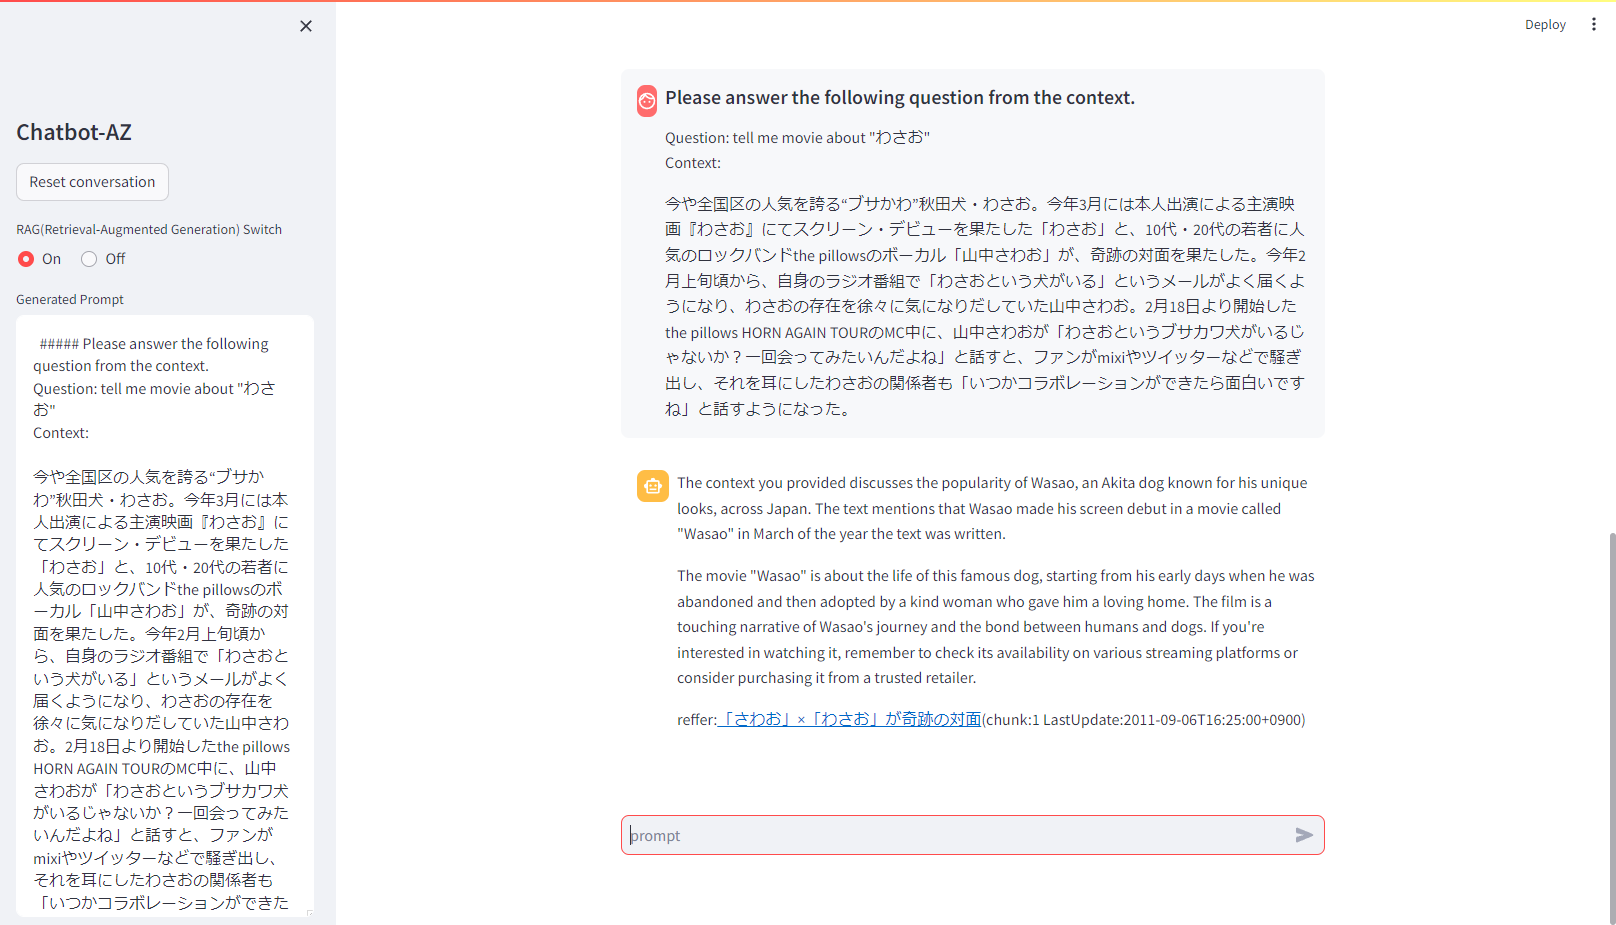 Deploy
Chatbot-AZ
Reset conversation
RAG(Retrieval-Augmented Generation) Switch
On
Off
Generated Prompt
##### Please answer the following
question from the context.
Question: tell me movie about "わさ
お"
Context:
今や全国区の人気を誇る“ブサか
わ”秋田犬・わさお。今年3月には本
人出演による主演映画『わさお』に
てスクリーン・デビューを果たした
「わさお」と、10代・20代の若者に
人気のロックバンドthe pillowsのボ
ーカル「山中さわお」が、奇跡の対
面を果たした。今年2月上旬頃か
ら、自身のラジオ番組で「わさおと
いう犬がいる」というメールがよく
届くようになり、わさおの存在を
徐々に気になりだしていた山中さわ
お。2月18日より開始したthe pillows
HORN AGAIN TOURのMC中に、山中
さわおが「わさおというブサカワ犬
がいるじゃないか？一回会ってみた
いんだよね」と話すと、ファンが
mixiやツイッターなどで騒ぎ出し、
それを耳にしたわさおの関係者も
「いつかコラボレーションができた
Please answer the following question from the context.
Question: tell me movie about "わさお"
Context:
今や全国区の人気を誇る“ブサかわ”秋田犬・わさお。今年3月には本人出演による主演映
画『わさお』にてスクリーン・デビューを果たした「わさお」と、10代・20代の若者に人
気のロックバンドthe pillowsのボーカル「山中さわお」が、奇跡の対面を果たした。今年2
月上旬頃から、自身のラジオ番組で「わさおという犬がいる」というメールがよく届くよ
うになり、わさおの存在を徐々に気になりだしていた山中さわお。2月18日より開始した
the pillows HORN AGAIN TOURのMC中に、山中さわおが「わさおというブサカワ犬がいるじ
ゃないか？一回会ってみたいんだよね」と話すと、ファンがmixiやツイッターなどで騒ぎ
出し、それを耳にしたわさおの関係者も「いつかコラボレーションができたら面白いです
ね」と話すようになった。
The context you provided discusses the popularity of Wasao, an Akita dog known for his unique
looks, across Japan. The text mentions that Wasao made his screen debut in a movie called
"Wasao" in March of the year the text was written.
The movie "Wasao" is about the life of this famous dog, starting from his early days when he was
abandoned and then adopted by a kind woman who gave him a loving home. The film is a
touching narrative of Wasao's journey and the bond between humans and dogs. If you're
interested in watching it, remember to check its availability on various streaming platforms or
consider purchasing it from a trusted retailer.
reffer:「さわお」×「わさお」が奇跡の対面(chunk:1 LastUpdate:2011-09-06T16:25:00+0900)
prompt